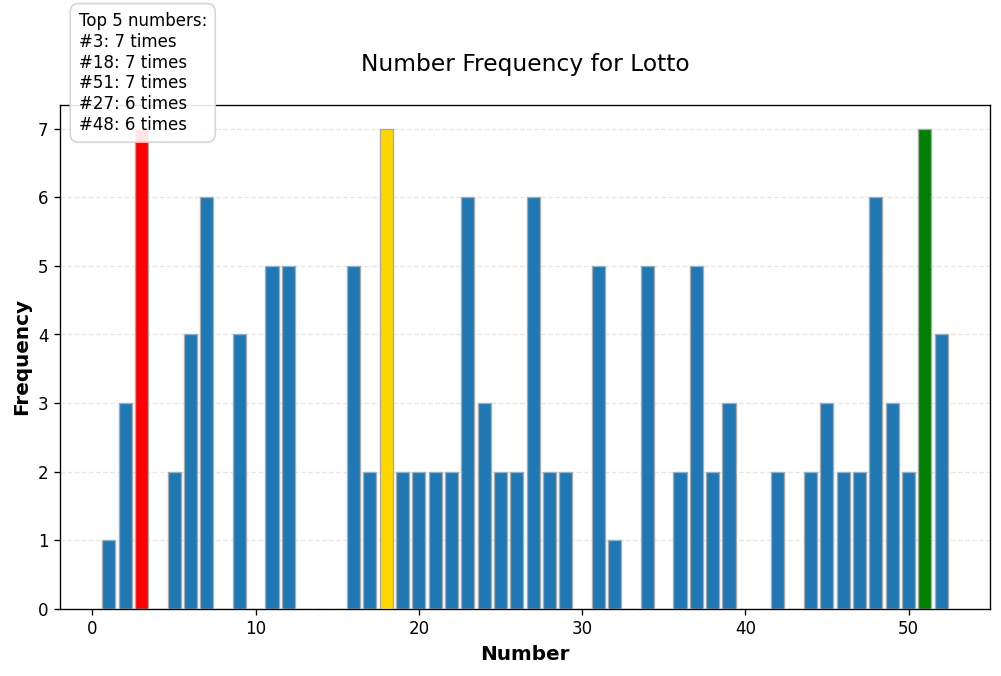 Top 5 numbers:
#3: 7 times
#18: 7 times
#51: 7 times
#27: 6 times
#48: 6 times
Number Frequency for Lotto
7
6
5
4
3
2
1
0
Frequency
0 10 20 30 40 50
Number